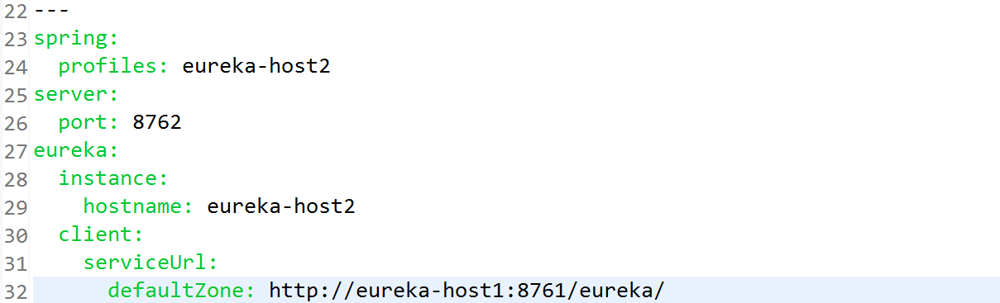 22 ---
23 spring:
24   profiles: eureka-host2
25 server:
26   port: 8762
27 eureka:
28   instance:
29     hostname: eureka-host2
30   client:
31     serviceUrl:
32       defaultZone: http://eureka-host1:8761/eureka/